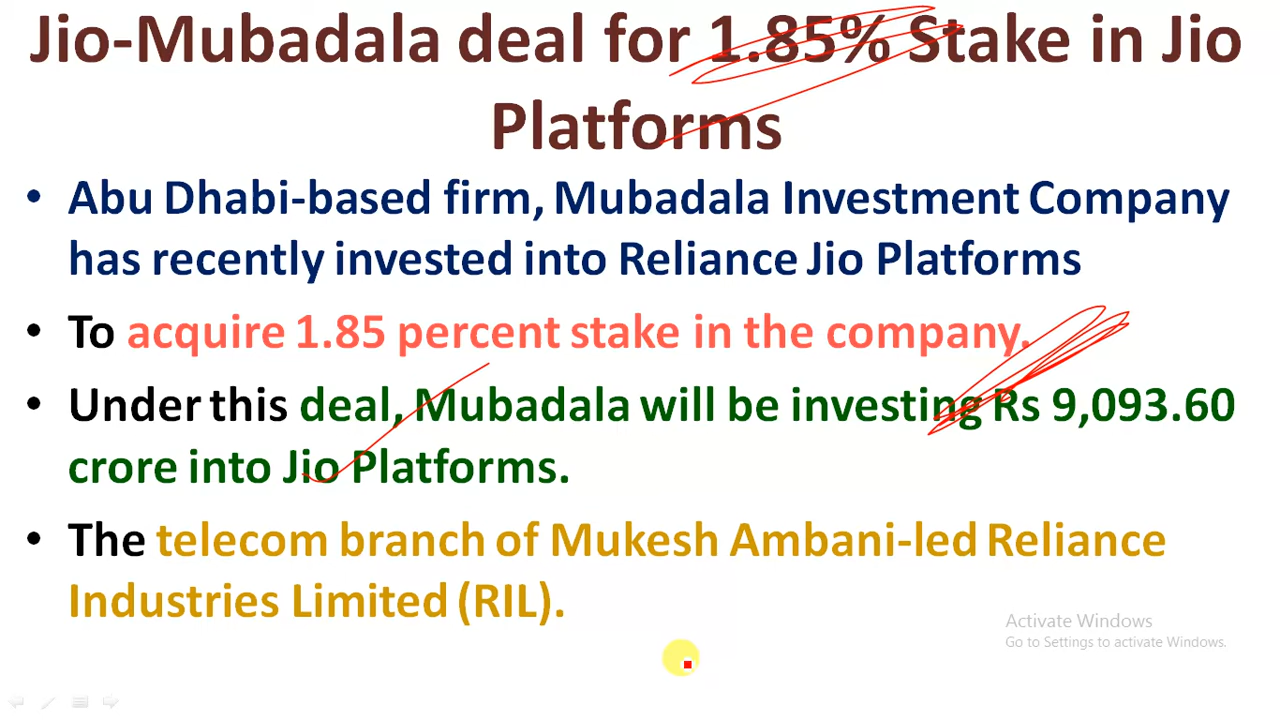 Jio-Mubadala deal for 1.85% Stake in Jio
Platforms
• Abu Dhabi-based firm, Mubadala Investment Company
has recently invested into Reliance Jio Platforms
• To acquire 1.85 percent stake in the company.
• Under this deal, Mubadala will be investing Rs 9,093.60
crore into Jio Platforms.
• The telecom branch of Mukesh Ambani-led Reliance
Industries Limited (RIL).
Activate Windows
Go to Settings to activate Windows.